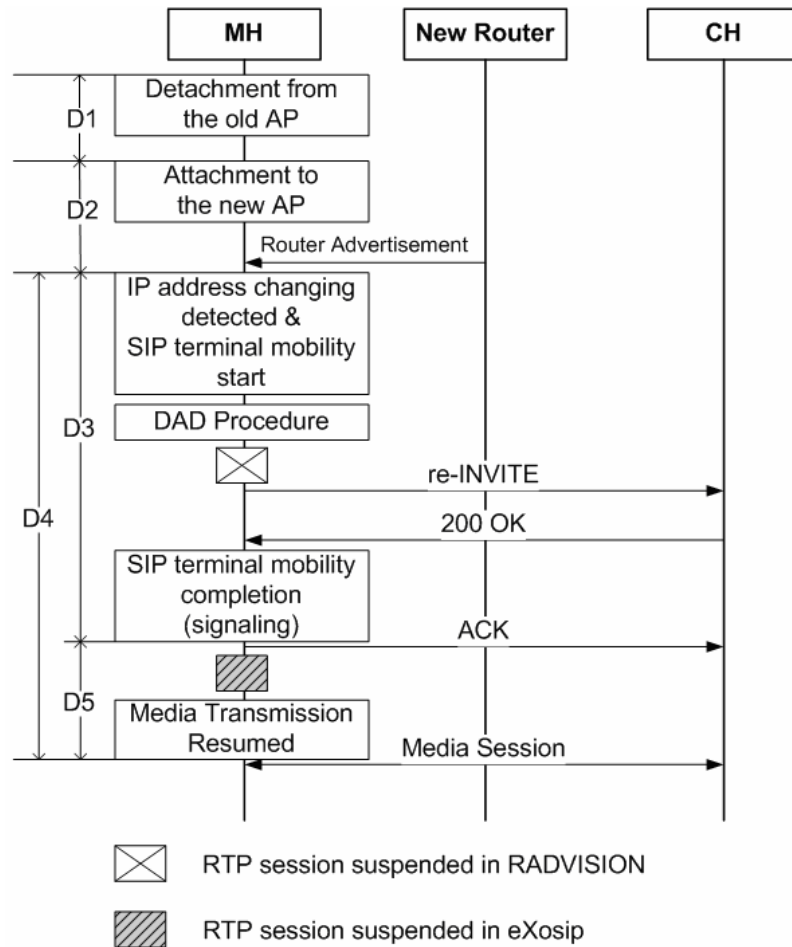 MH
New Router
CH
D1
Detachment from
the old AP
D2
Attachment to
the new AP
Router Advertisement
IP address changing
detected &
SIP terminal mobility
start
D3
DAD Procedure
re-INVITE
D4
200 OK
SIP terminal mobility
completion
(signaling)
ACK
D5
Media Transmission
Resumed
Media Session
RTP session suspended in RADVISION
RTP session suspended in eXosip